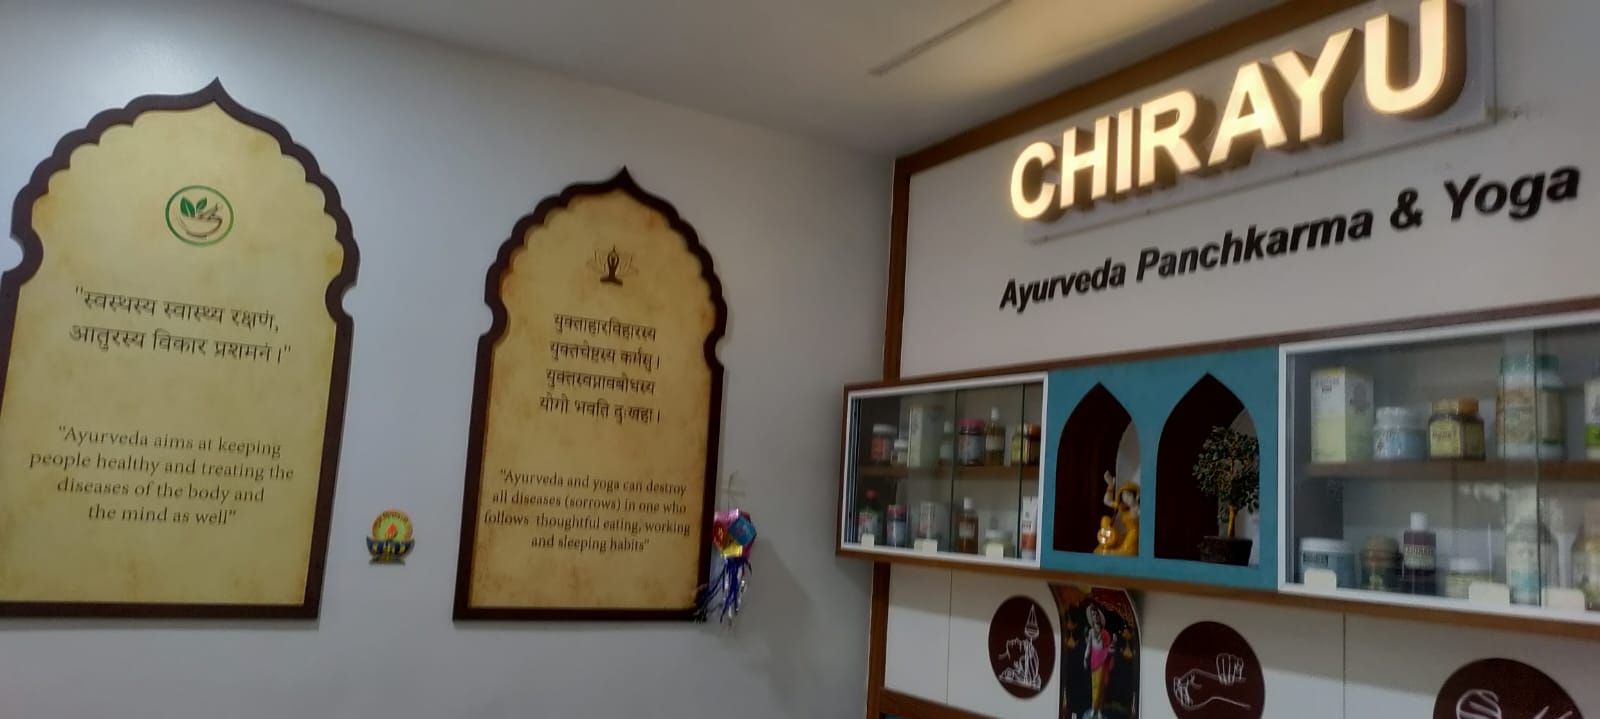 "स्वस्थस्य स्वास्थ्य रक्षणं,
आतुरस्य विकार प्रशमनं।"
"Ayurveda aims at keeping
people healthy and treating the
diseases of the body and
the mind as well"
युक्ताहारविहारस्य
युक्तचेष्टस्य कर्मसु।
युक्तस्वप्नावबोधस्य
योगो भवति दुःखहा।
"Ayurveda and yoga can destroy
all diseases (sorrows) in one who
follows thoughtful eating, working
and sleeping habits"
CHIRAYU
Ayurveda Panchkarma & Yoga